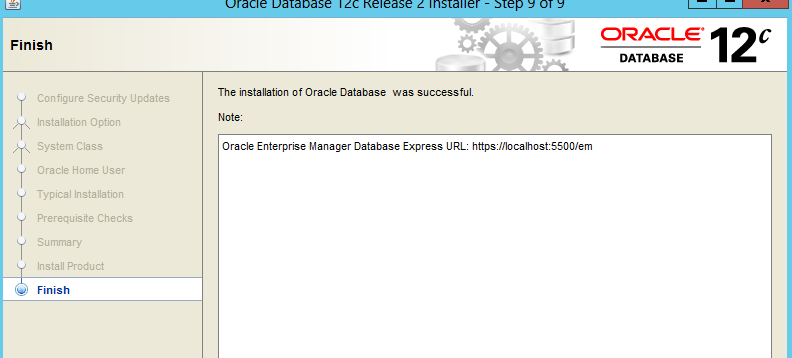 Oracle Database 12c Release 2 Installer - Step 9 of 9
Finish
ORACLE®
DATABASE
12c
Configure Security Updates
Installation Option
System Class
Oracle Home User
Typical Installation
Prerequisite Checks
Summary
Install Product
Finish
The installation of Oracle Database was successful.
Note:
Oracle Enterprise Manager Database Express URL: https://localhost:5500/em